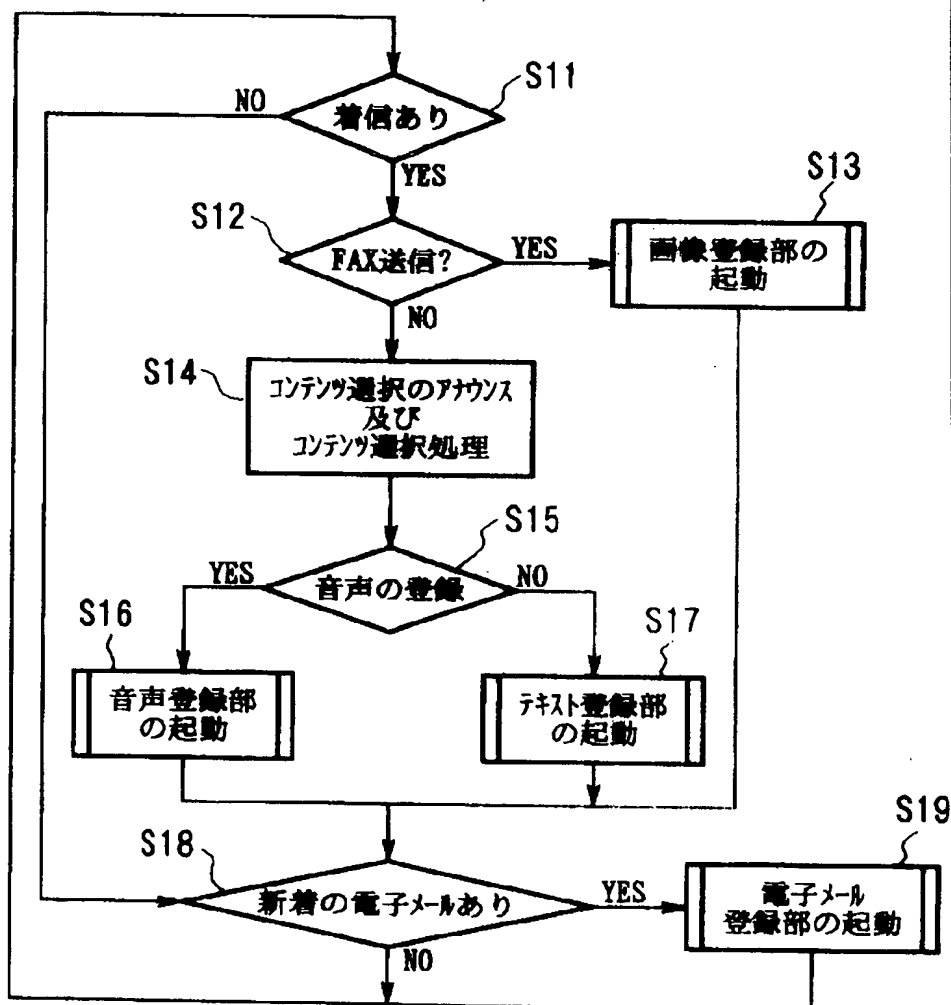 S11
NO
着信あり
YES
S13
S12
FAX送信?
YES
画像登録部の
起動
NO
S14
コンテンツ選択のアナウンス
及び
コンテンツ選択処理
S15
YES
音声の登録
NO
S16
S17
音声登録部
の起動
テキスト登録部
の起動
S18
S19
新着の電子メールあり
YES
電子メール
登録部の起動
NO